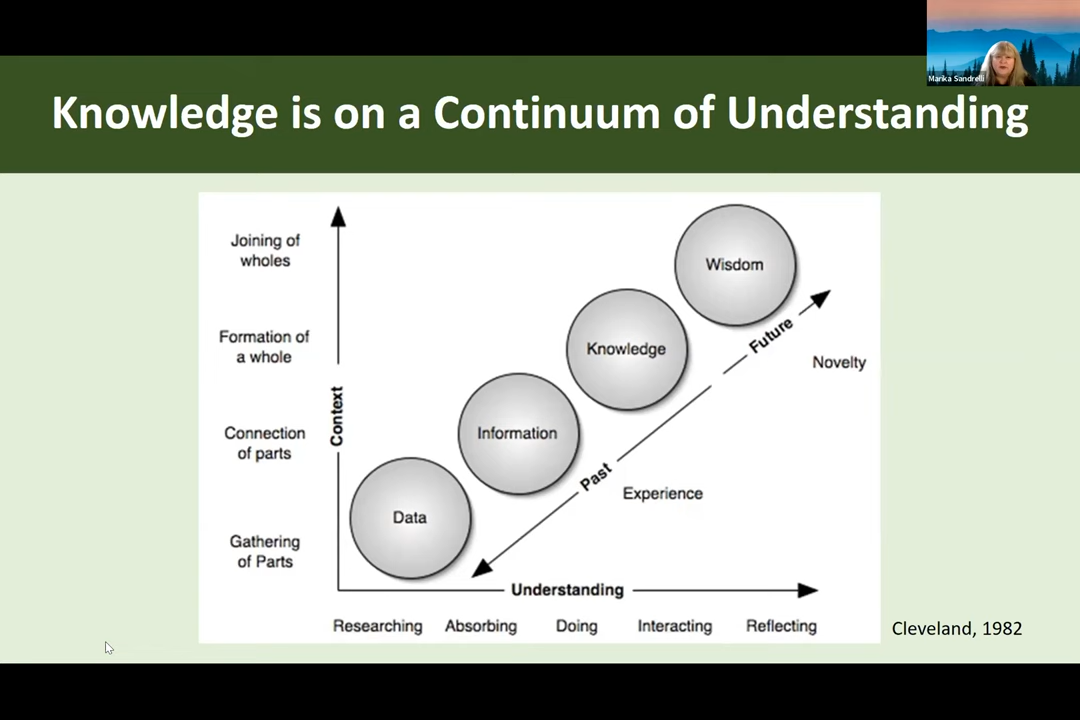 Marika Sandrelli
Knowledge is on a Continuum of Understanding
Joining of
wholes
Formation of
a whole
Connection
of parts
Gathering
of Parts
Context
Wisdom
Knowledge
Information
Data
Future
Novelty
Past
Experience
Understanding
Researching Absorbing Doing Interacting Reflecting
Cleveland, 1982